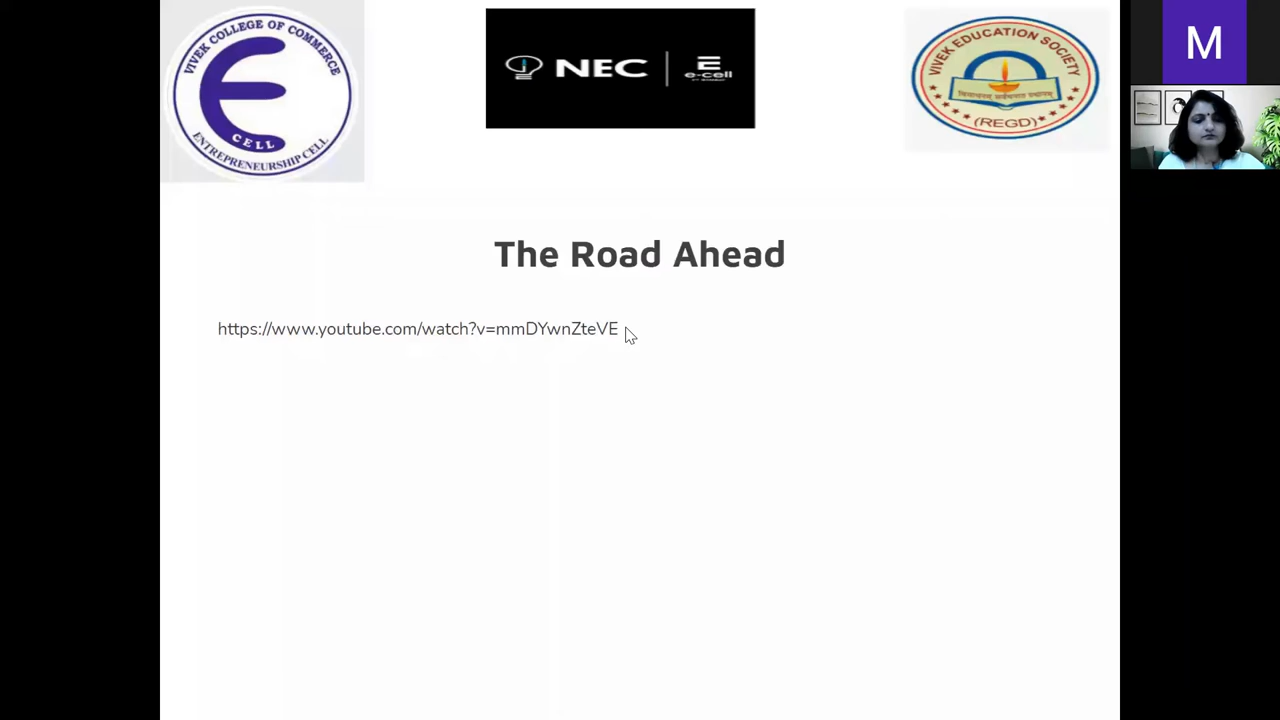 VIVEK COLLEGE OF COMMERCE
CELL
ENTREPRENEURSHIP CELL
NEC
e-cell
VIVEK EDUCATION SOCIETY
(REGD)
M
The Road Ahead
https://www.youtube.com/watch?v=mmDYwnZteVE